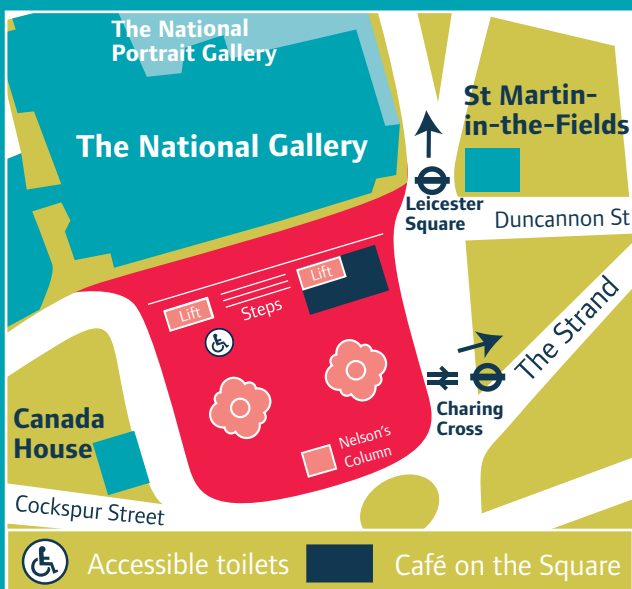 The National
Portrait Gallery
The National Gallery
St Martin-
in-the-Fields
Leicester
Square
Duncannon St
Lift
Steps
Lift
The Strand
Charing
Cross
Nelson's
Column
Canada
House
Cockspur Street
Accessible toilets
Café on the Square